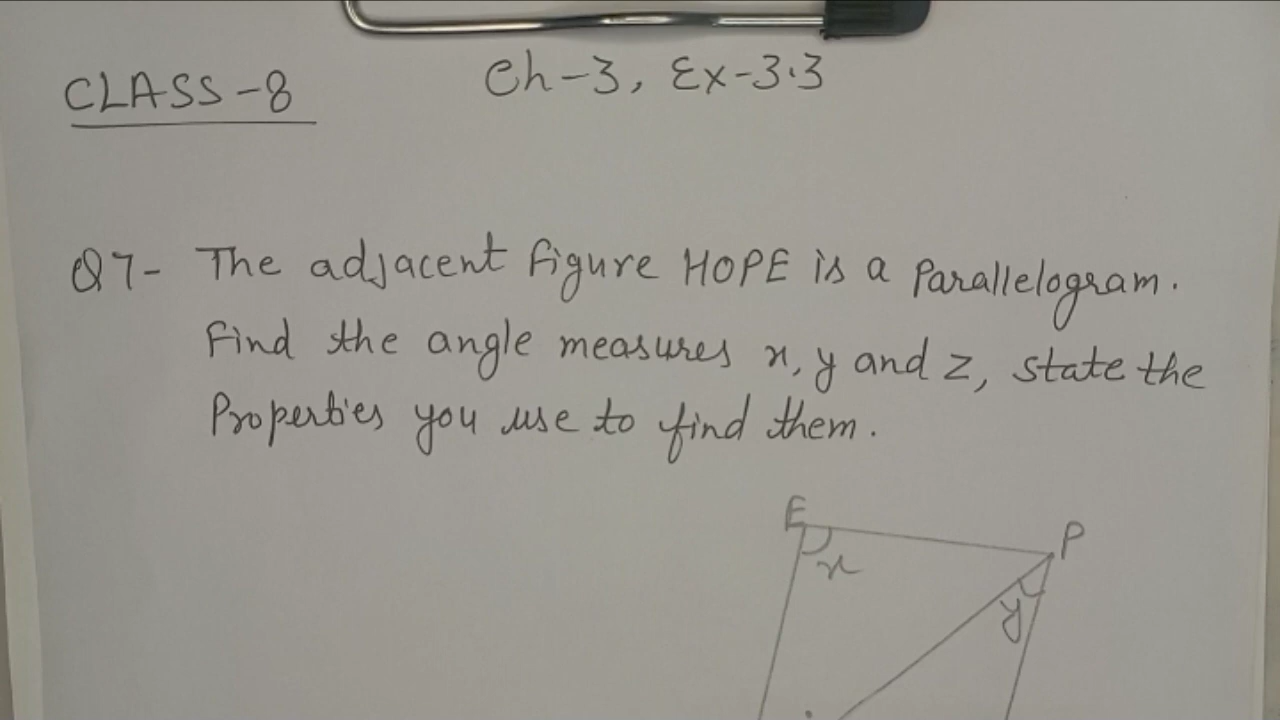 CLASS-8
Ch-3, Ex-3.3
Q7- The adjacent figure HOPE is a Parallelogram.
Find the angle measures x, y and z, state the
Properties you use to find them.
E
P
x
y